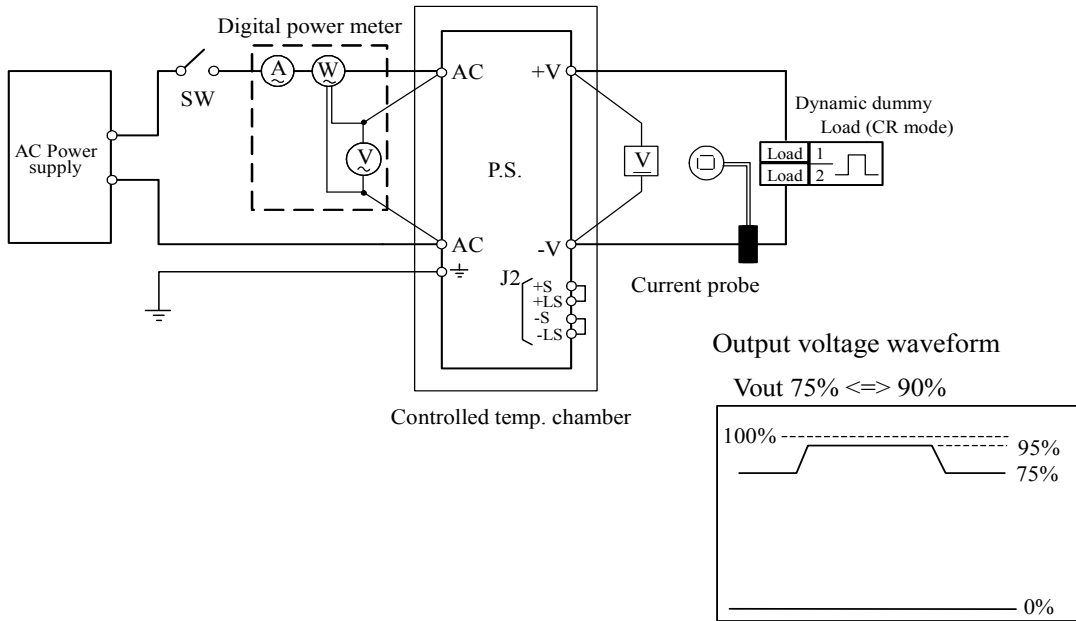 Digital power meter
A
W
V
SW
AC Power
supply
AC
AC
P.S.
+V
-V
J2
+S
+LS
-S
-LS
V
Dynamic dummy
Load (CR mode)
Load 1
Load 2
Current probe
Controlled temp. chamber
Output voltage waveform
Vout 75% <=> 90%
100%
95%
75%
0%